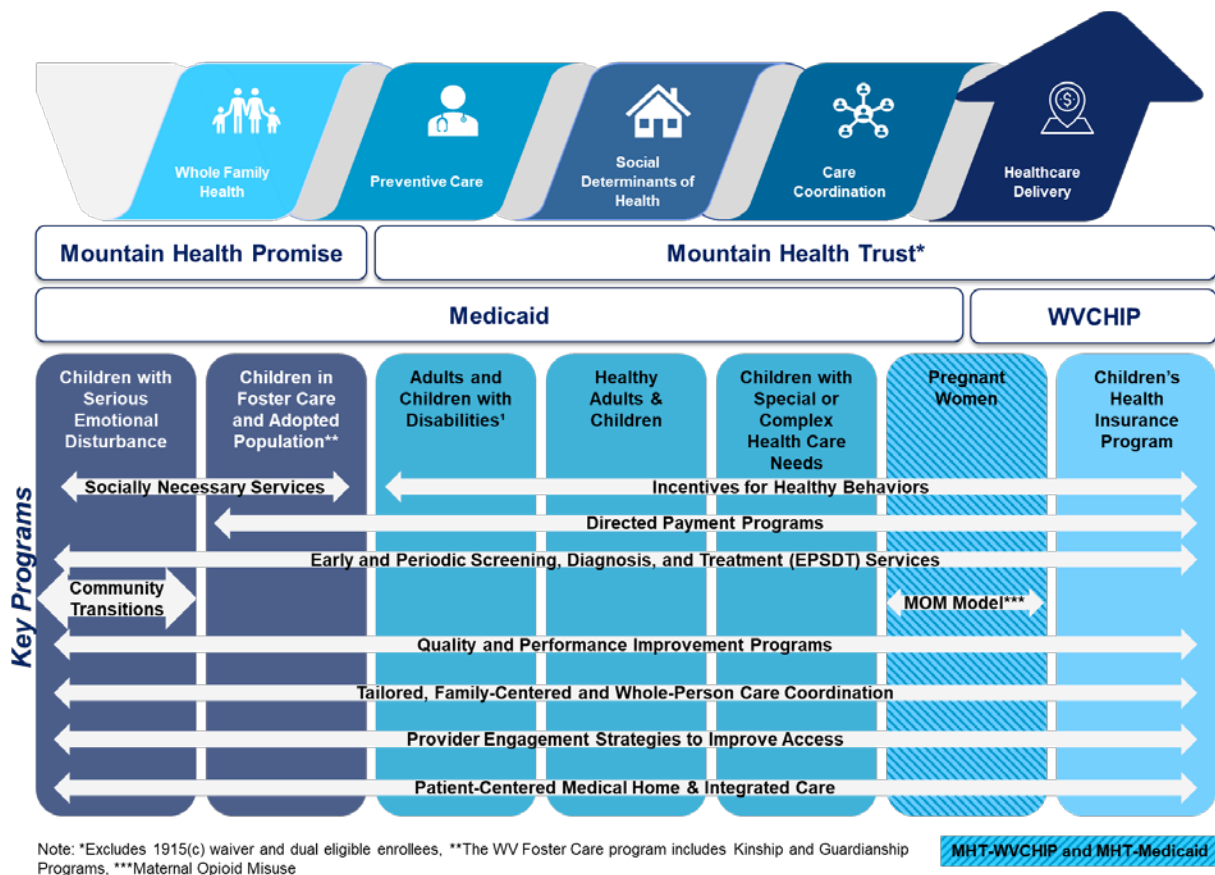 Whole Family
Health
Preventive Care
Social
Determinants of
Health
Care
Coordination
$
Healthcare
Delivery
Mountain Health Promise
Mountain Health Trust*
Medicaid
WVCHIP
Children with
Serious
Emotional
Disturbance
Children in
Foster Care
and Adopted
Population**
Adults and
Children with
Disabilities¹
Healthy
Adults &
Children
Children with
Special or
Complex
Health Care
Needs
Pregnant
Women
Children's
Health
Insurance
Program
Key Programs
Socially Necessary Services
Incentives for Healthy Behaviors
Directed Payment Programs
Early and Periodic Screening, Diagnosis, and Treatment (EPSDT) Services
Community
Transitions
MOM Model***
Quality and Performance Improvement Programs
Tailored, Family-Centered and Whole-Person Care Coordination
Provider Engagement Strategies to Improve Access
Patient-Centered Medical Home & Integrated Care
Note: *Excludes 1915(c) waiver and dual eligible enrollees, **The WV Foster Care program includes Kinship and Guardianship
Programs, ***Maternal Opioid Misuse
MHT-WVCHIP and MHT-Medicaid